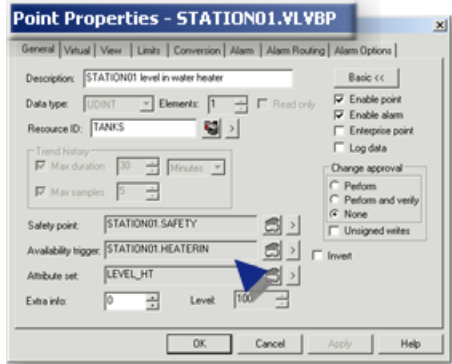 Point Properties - STATION01.VLVBP
General Virtual View Limits Conversion Alarm Alarm Routing Alarm Options
Description: STATION01 level in water heater Basic <<
Data type: UDINT Elements: 1 Read only Enable point
Enable alarm
Resource ID: TANKS > Enterprise point
Log data
Trend history
Max duration 30 Minutes
Max samples 5
Change approval
Perform
Perform and verify
None
Unsigned writes
Safety point: STATION01.SAFETY >
Availability trigger: STATION01.HEATERIN > Invert
Attribute set: LEVEL_HT >
Extra info: 0 Level: 100
OK Cancel Apply Help